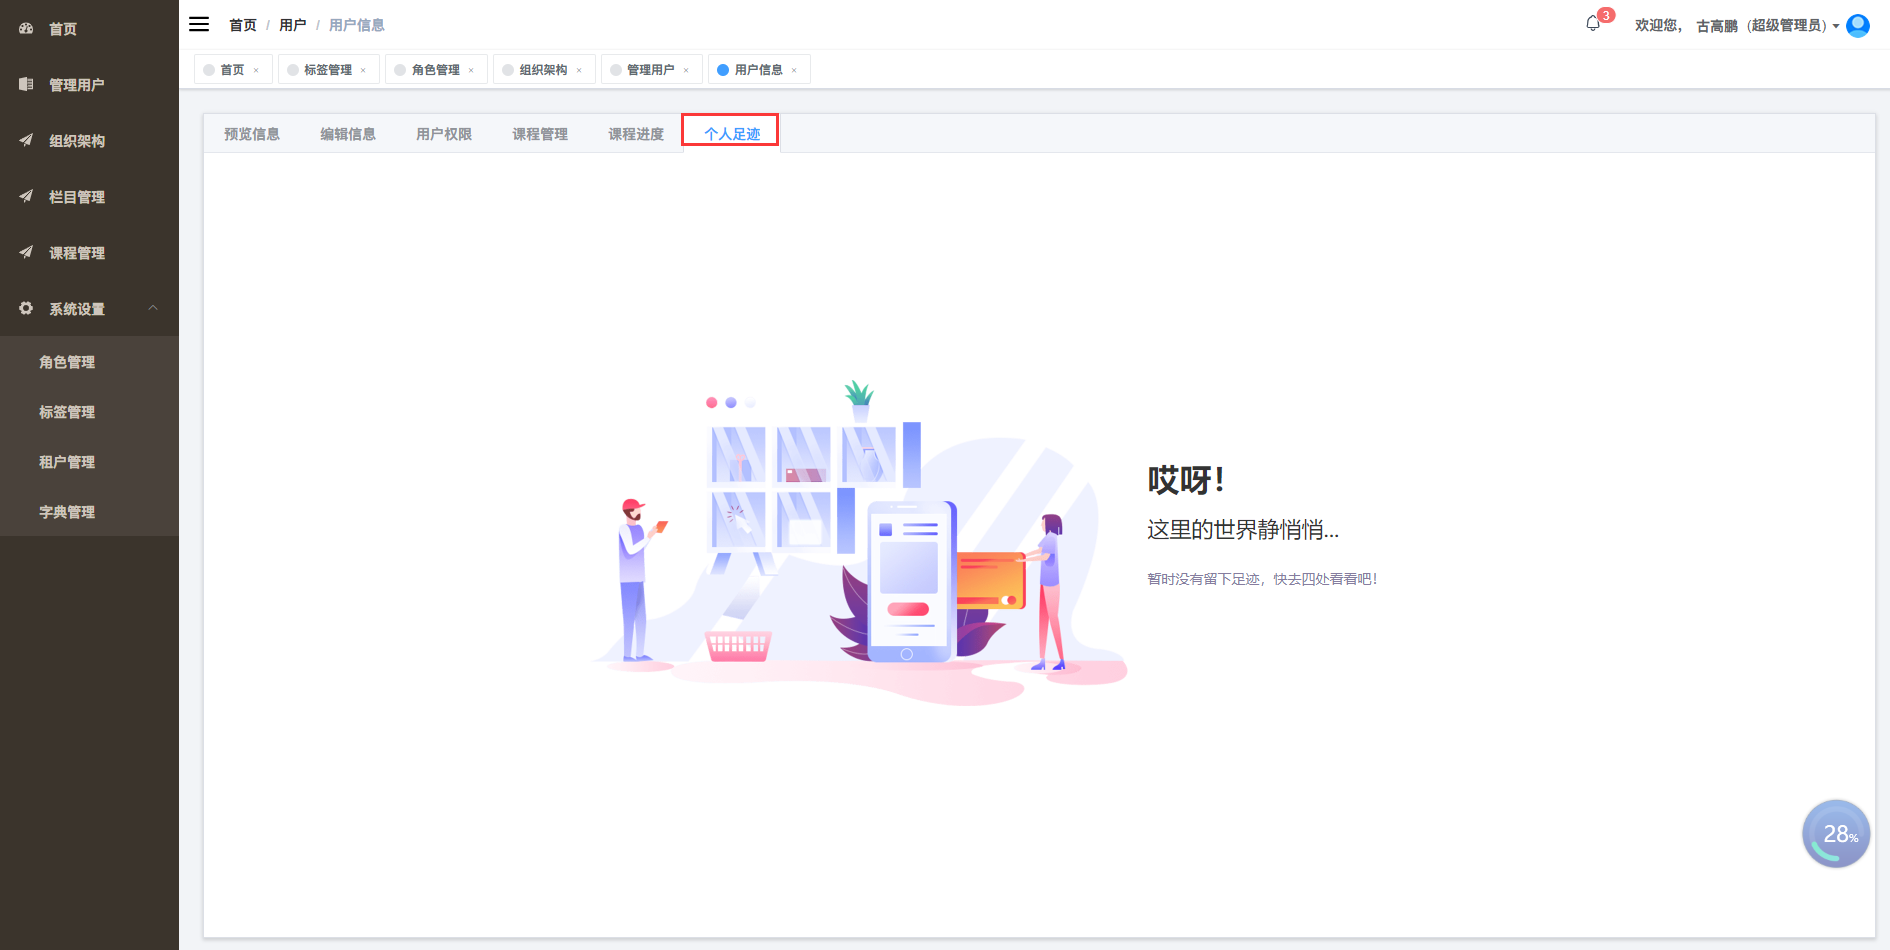 首页
管理用户
组织架构
栏目管理
课程管理
系统设置
角色管理
标签管理
租户管理
字典管理
首页 / 用户 / 用户信息
3
欢迎您， 古高鹏（超级管理员）
首页 ×
标签管理 ×
角色管理 ×
组织架构 ×
管理用户 ×
用户信息 ×
预览信息
编辑信息
用户权限
课程管理
课程进度
个人足迹
哎呀！
这里的世界静悄悄...
暂时没有留下足迹，快去四处看看吧！
28%